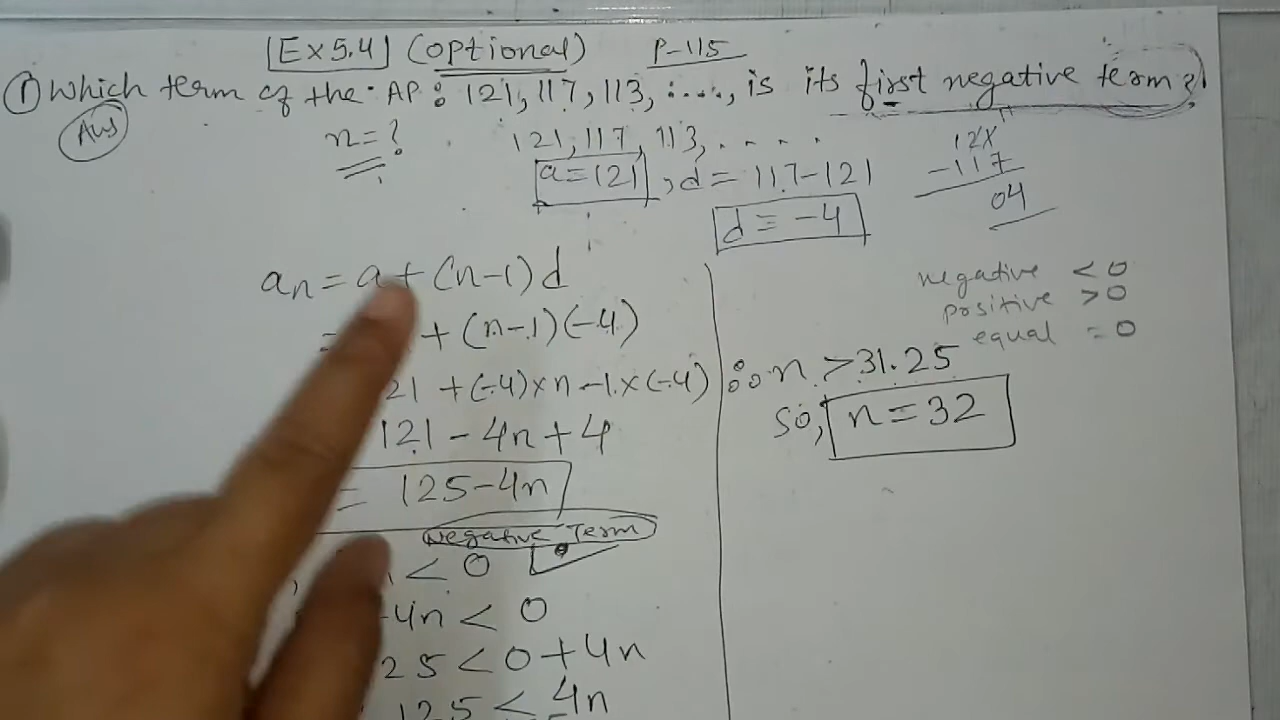 [Ex 5.4] (optional) P-115
① Which term of the AP: 121, 117, 113, ....., is its first negative term?
Ans
n = ?
121, 117, 113, . . . .
a = 121, d = 117-121
d = -4
12X
-117
04
an = a + (n-1) d
= + (n-1)(-4)
21 + (-4)×n -1×(-4)
121 - 4n + 4
= 125-4n
Negative Term
< 0
4n < 0
25 < 0 + 4n
125 < 4n
negative < 0
positive > 0
equal = 0
∴ n > 31.25
so, n = 32